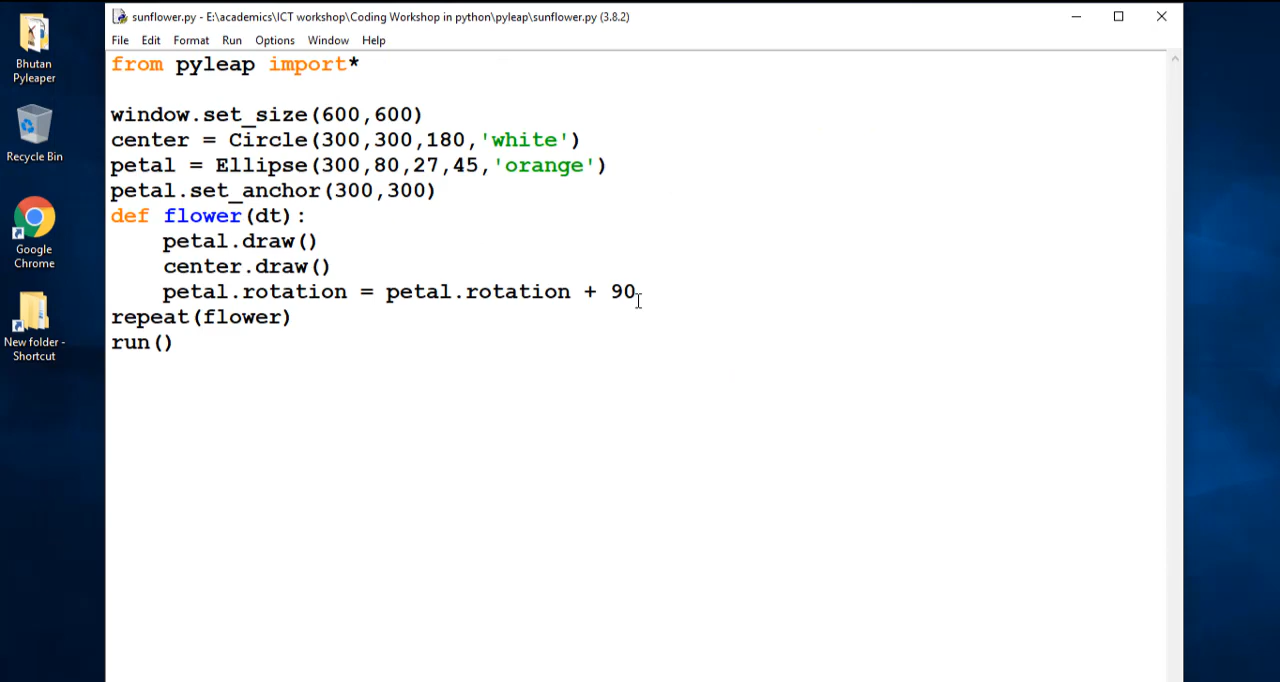 sunflower.py - E:\academics\ICT workshop\Coding Workshop in python\pyleap\sunflower.py (3.8.2)
File Edit Format Run Options Window Help
Bhutan
Pyleaper
Recycle Bin
Google
Chrome
New folder -
Shortcut
from pyleap import*
window.set_size(600,600)
center = Circle(300,300,180,'white')
petal = Ellipse(300,80,27,45,'orange')
petal.set_anchor(300,300)
def flower(dt):
    petal.draw()
    center.draw()
    petal.rotation = petal.rotation + 90
repeat(flower)
run()